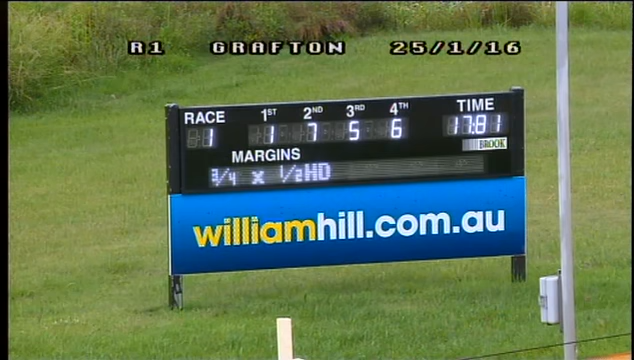 R1 GRAFTON 25/1/16
RACE 1ST 2ND 3RD 4TH TIME
1 1 7 5 6 17:81
BROOK
MARGINS
3/4 x 1/2HD
williamhill.com.au